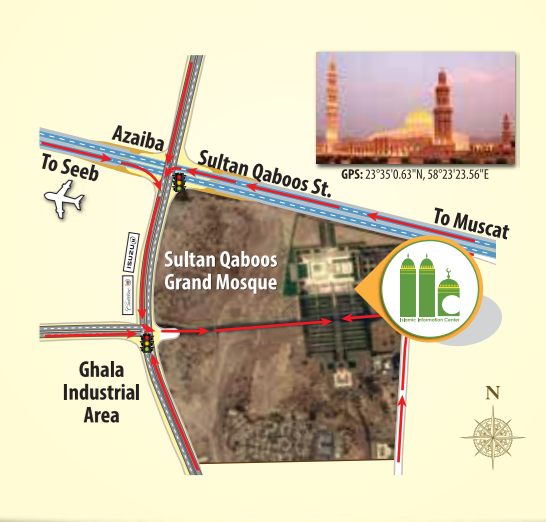 Azaiba
To Seeb
Sultan Qaboos St.
GPS: 23°35'0.63"N, 58°23'23.56"E
To Muscat
ISUZU
Cadillac
Sultan Qaboos
Grand Mosque
Islamic Information Center
Ghala
Industrial
Area
N